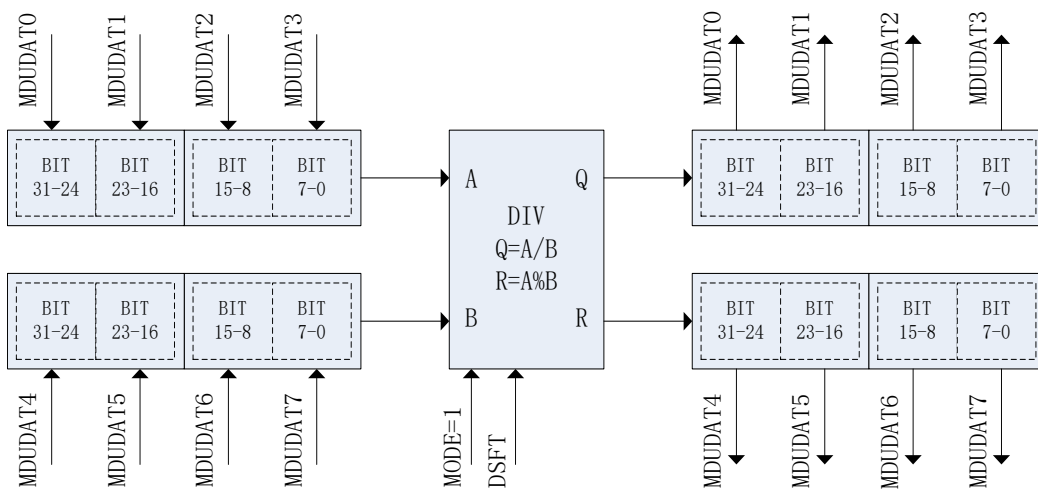 MDUDAT0
MDUDAT1
MDUDAT2
MDUDAT3
MDUDAT0
MDUDAT1
MDUDAT2
MDUDAT3
BIT
31-24
BIT
23-16
BIT
15-8
BIT
7-0
A
Q
DIV
Q=A/B
R=A%B
B
R
BIT
31-24
BIT
23-16
BIT
15-8
BIT
7-0
BIT
31-24
BIT
23-16
BIT
15-8
BIT
7-0
BIT
31-24
BIT
23-16
BIT
15-8
BIT
7-0
MDUDAT4
MDUDAT5
MDUDAT6
MDUDAT7
MODE=1
DSFT
MDUDAT4
MDUDAT5
MDUDAT6
MDUDAT7